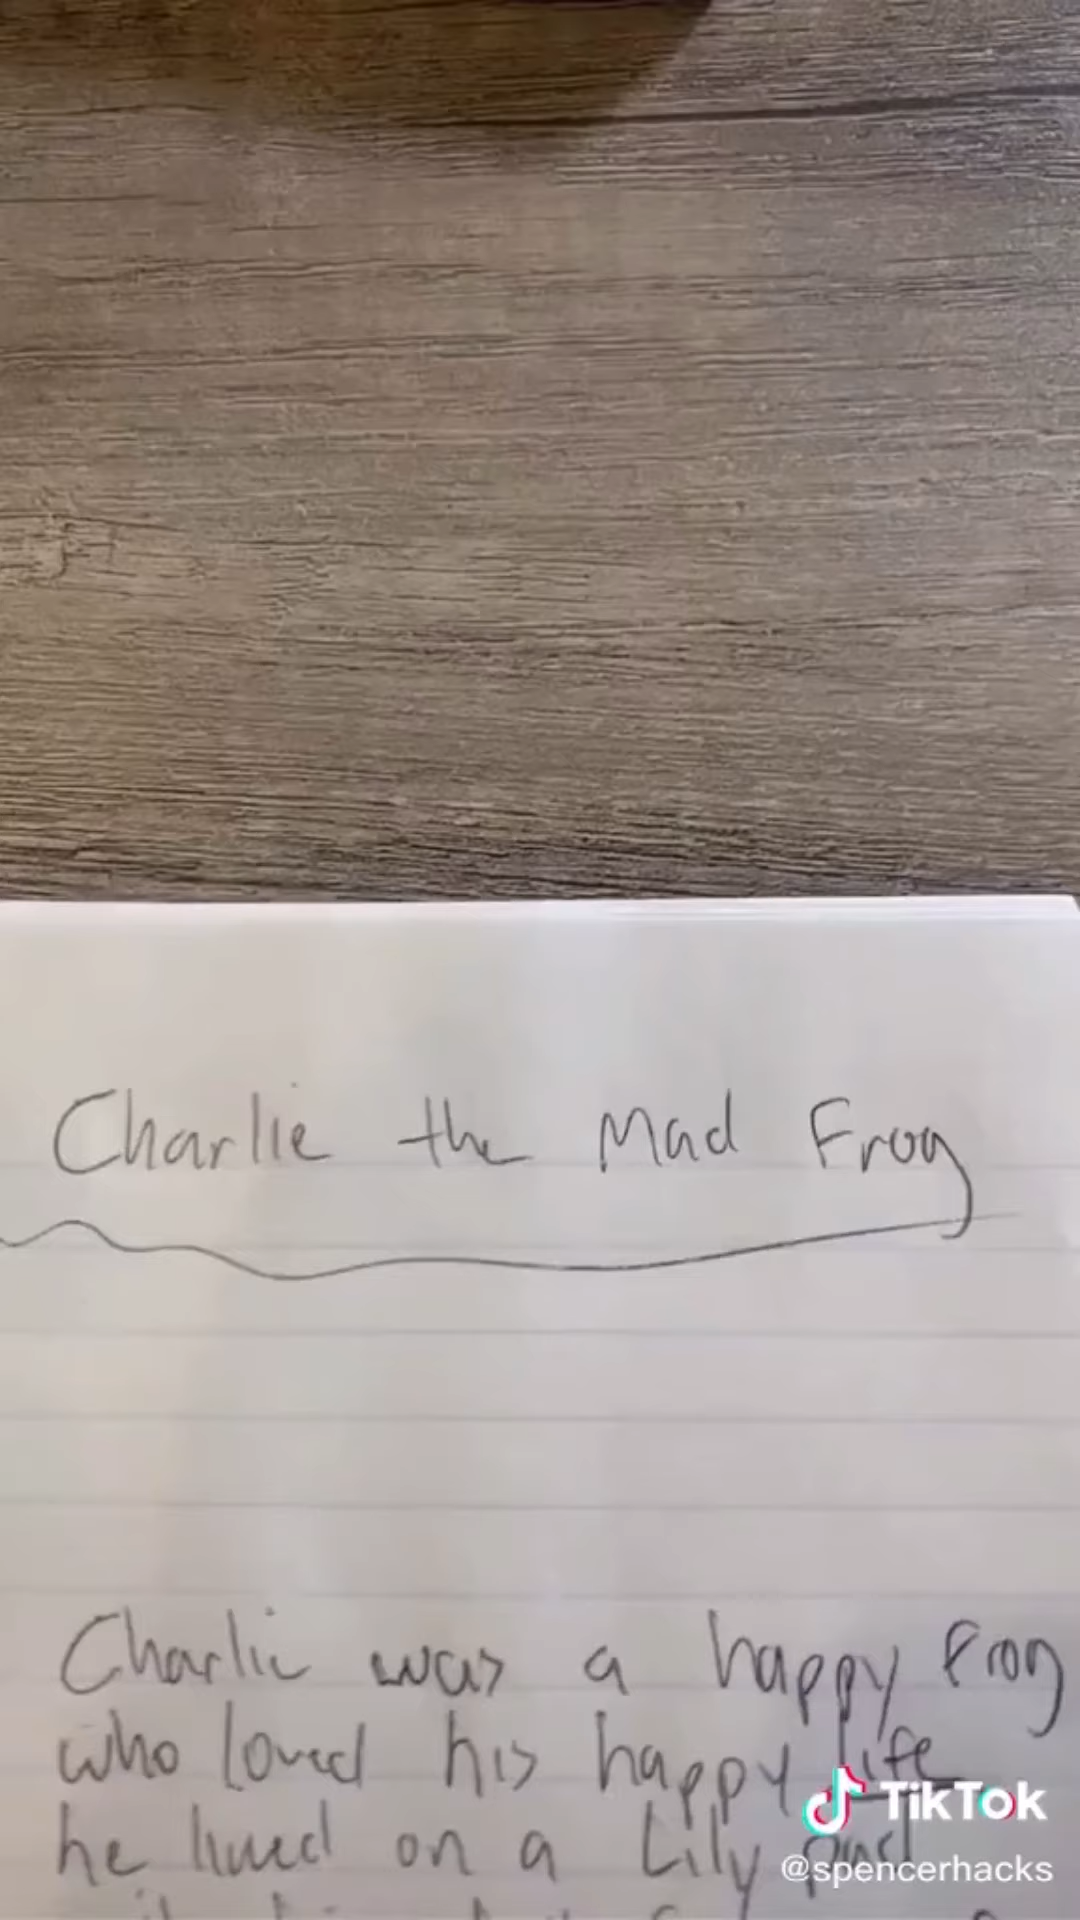 Charlie the Mad Frog
Charlie was a happy Frog
who loved his happy life
he lived on a Lily pad
TikTok
@spencerhacks